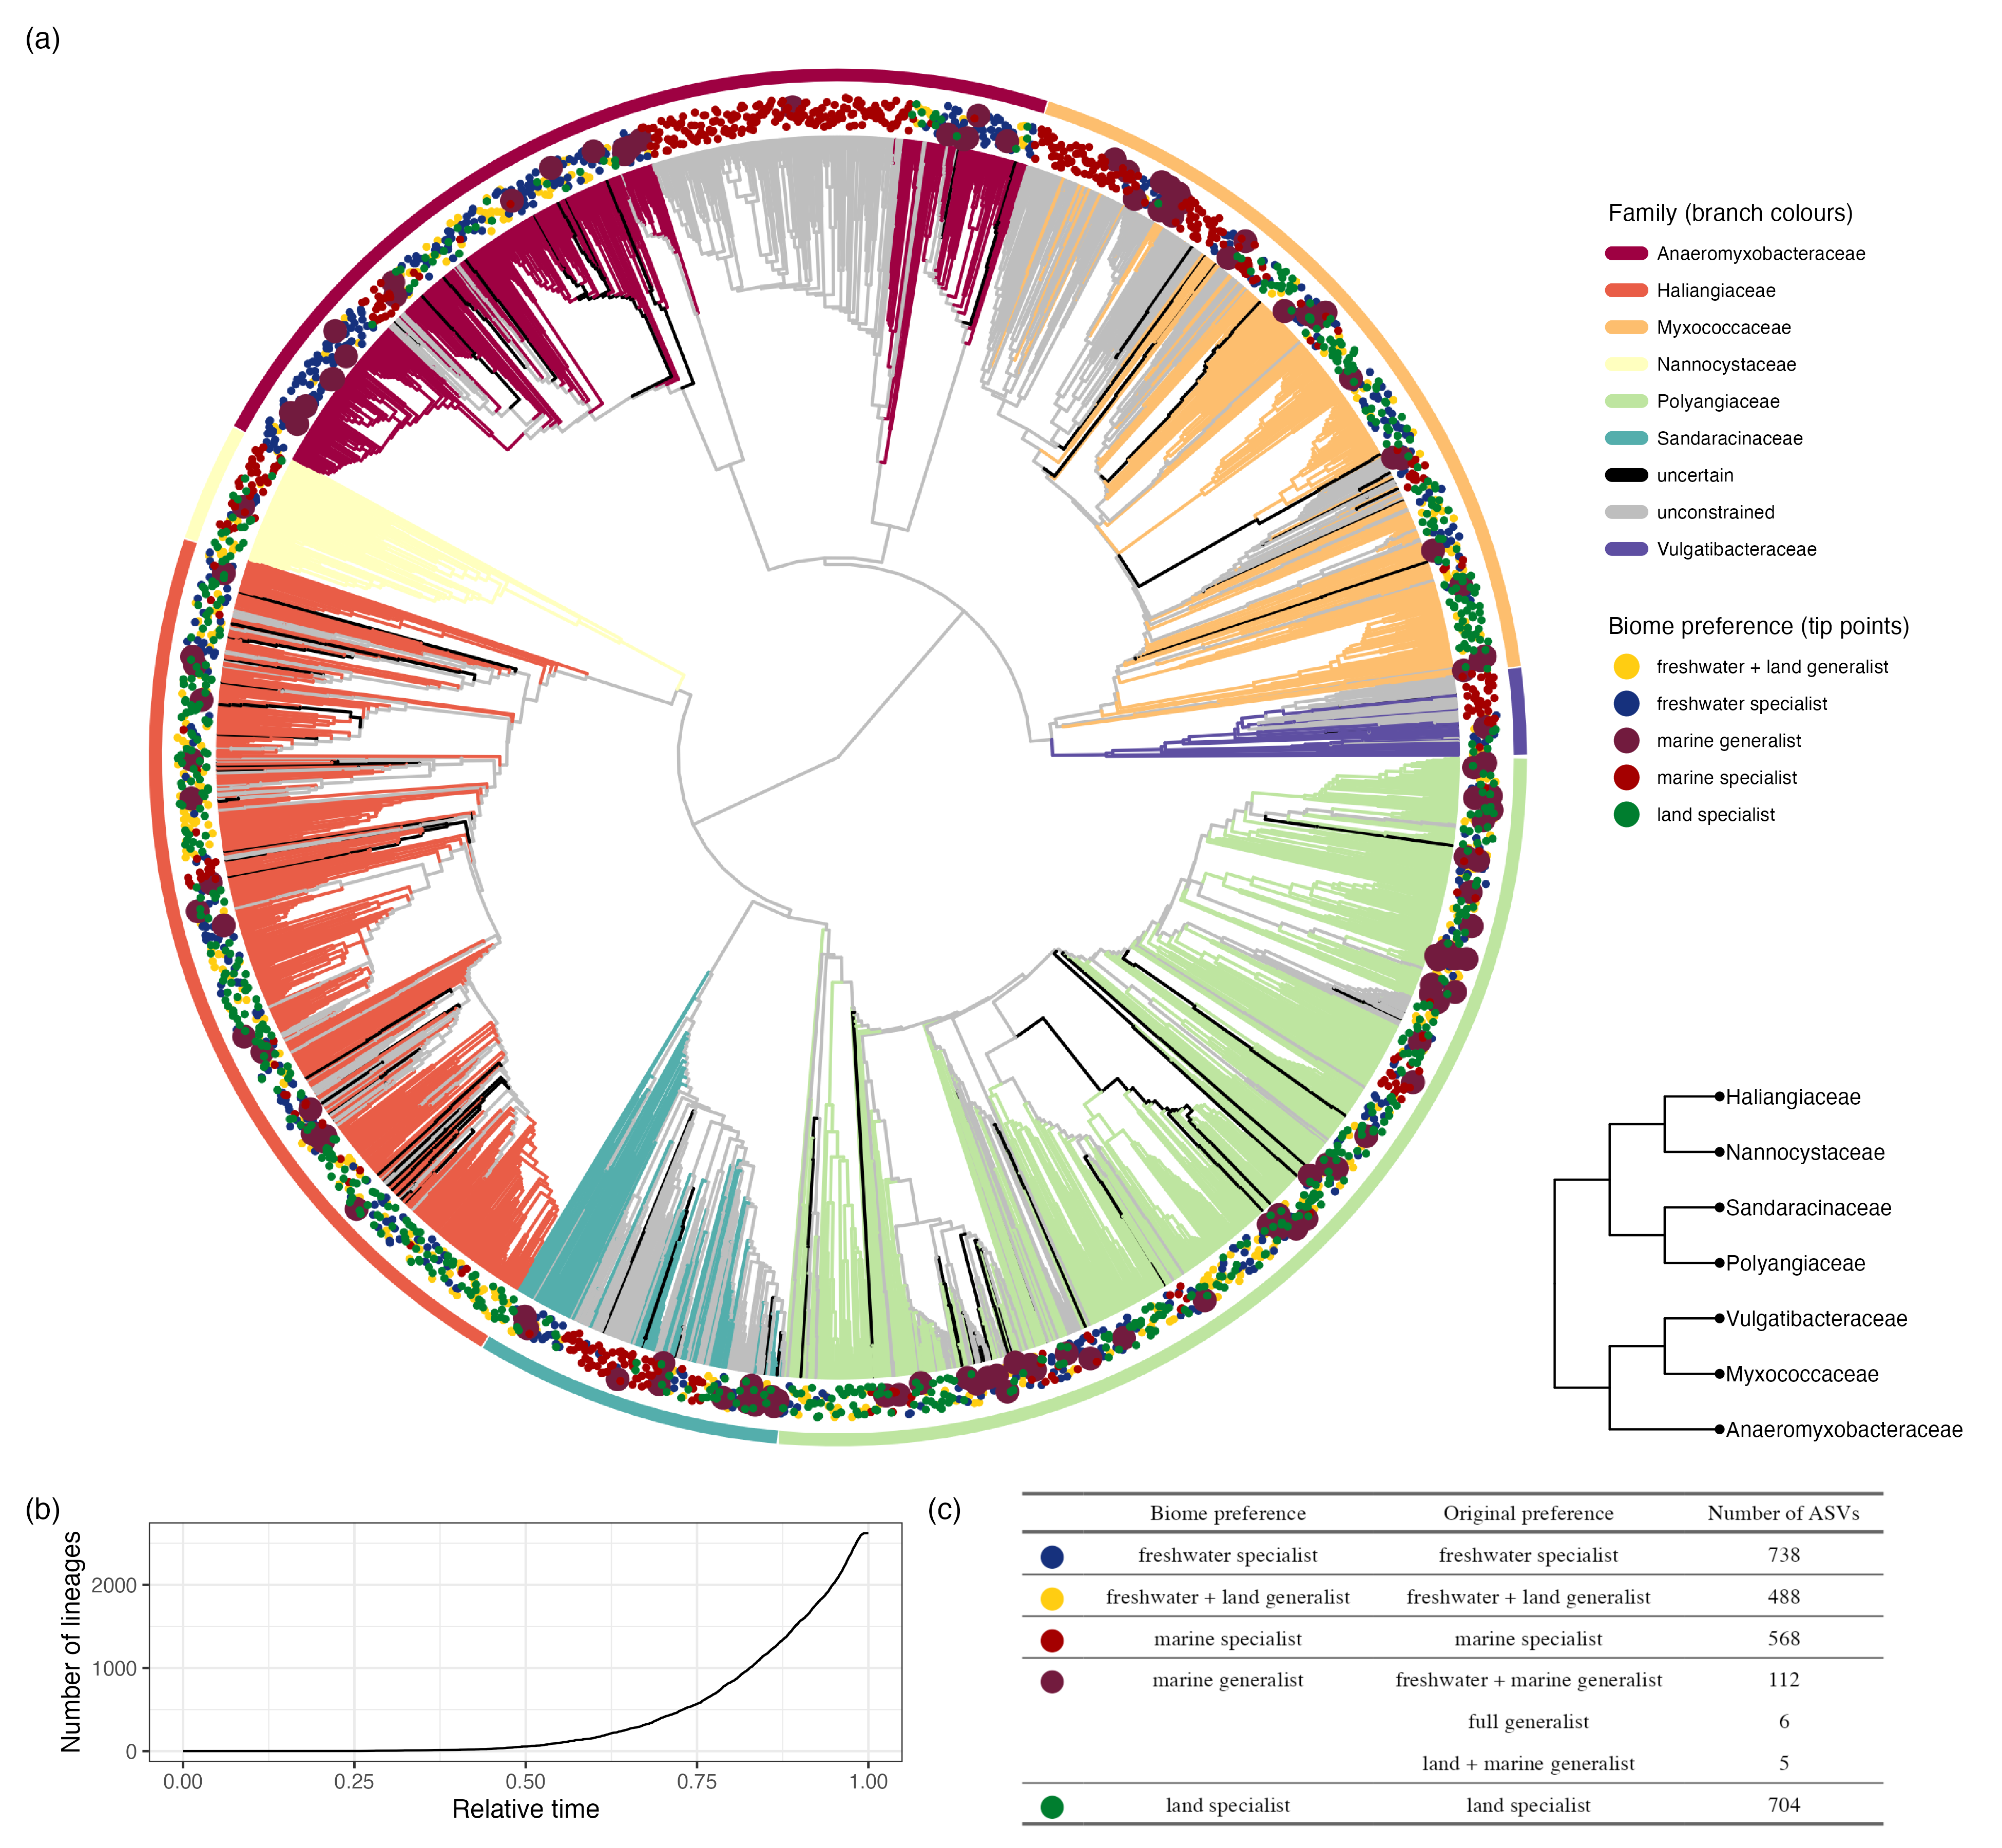 (a)
Family (branch colours)
Anaeromyxobacteraceae
Haliangiaceae
Myxococcaceae
Nannocystaceae
Polyangiaceae
Sandaracinaceae
uncertain
unconstrained
Vulgatibacteraceae
Biome preference (tip points)
freshwater + land generalist
freshwater specialist
marine generalist
marine specialist
land specialist
Haliangiaceae
Nannocystaceae
Sandaracinaceae
Polyangiaceae
Vulgatibacteraceae
Myxococcaceae
Anaeromyxobacteraceae
(b)
Number of lineages
2000
1000
0
0.00 0.25 0.50 0.75 1.00
Relative time
(c)
Biome preference Original preference Number of ASVs
freshwater specialist freshwater specialist 738
freshwater + land generalist freshwater + land generalist 488
marine specialist marine specialist 568
marine generalist freshwater + marine generalist 112
full generalist 6
land + marine generalist 5
land specialist land specialist 704